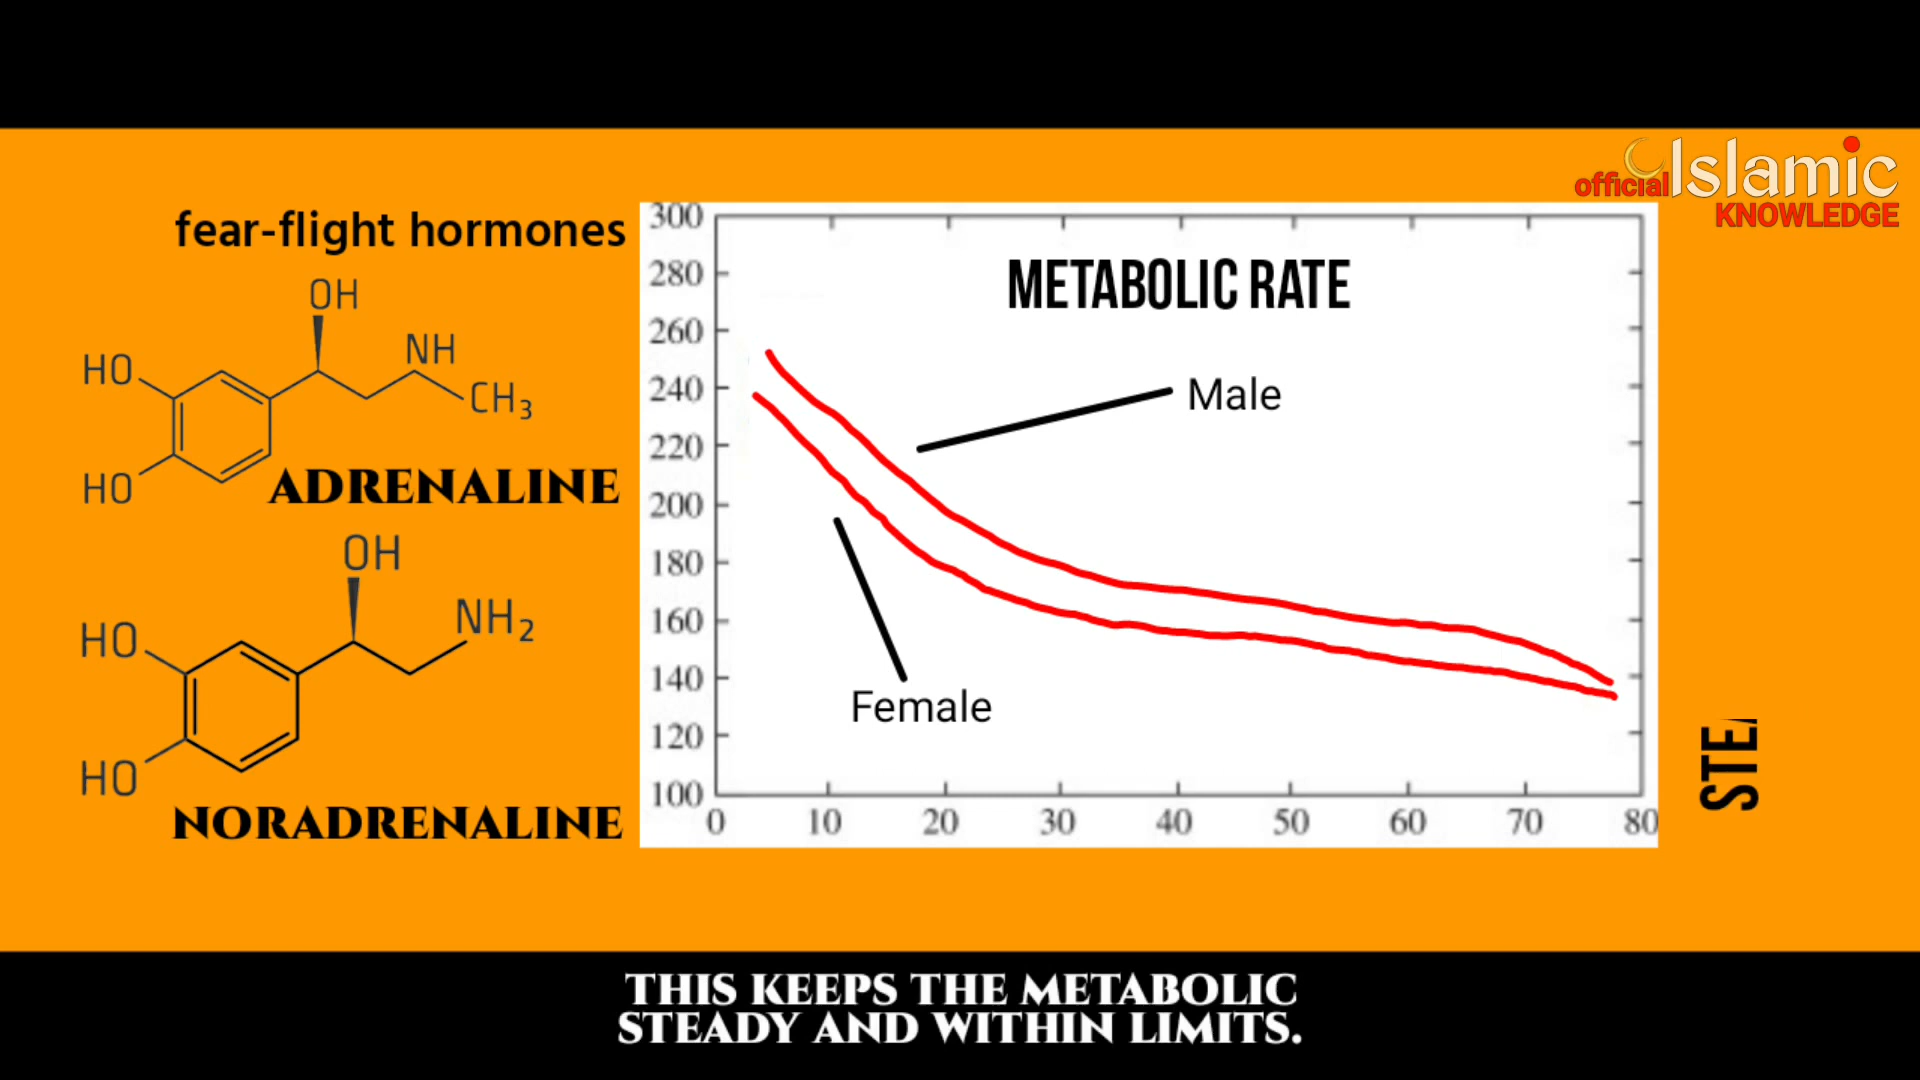 official Islamic
KNOWLEDGE
fear-flight hormones
OH
HO
NH
CH3
HO
ADRENALINE
OH
HO
NH2
HO
NORADRENALINE
METABOLIC RATE
300
280
260
240
220
200
180
160
140
120
100
0 10 20 30 40 50 60 70 80
Male
Female
STE
THIS KEEPS THE METABOLIC
STEADY AND WITHIN LIMITS.